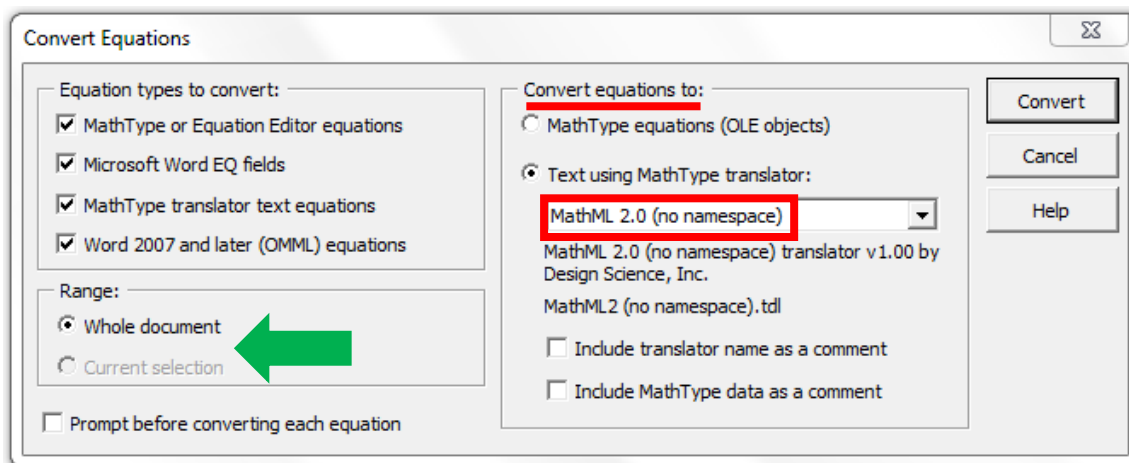 Convert Equations
Equation types to convert:
MathType or Equation Editor equations
Microsoft Word EQ fields
MathType translator text equations
Word 2007 and later (OMML) equations
Range:
Whole document
Current selection
Prompt before converting each equation
Convert equations to:
MathType equations (OLE objects)
Text using MathType translator:
MathML 2.0 (no namespace)
MathML 2.0 (no namespace) translator v1.00 by
Design Science, Inc.
MathML2 (no namespace).tdl
Include translator name as a comment
Include MathType data as a comment
Convert
Cancel
Help